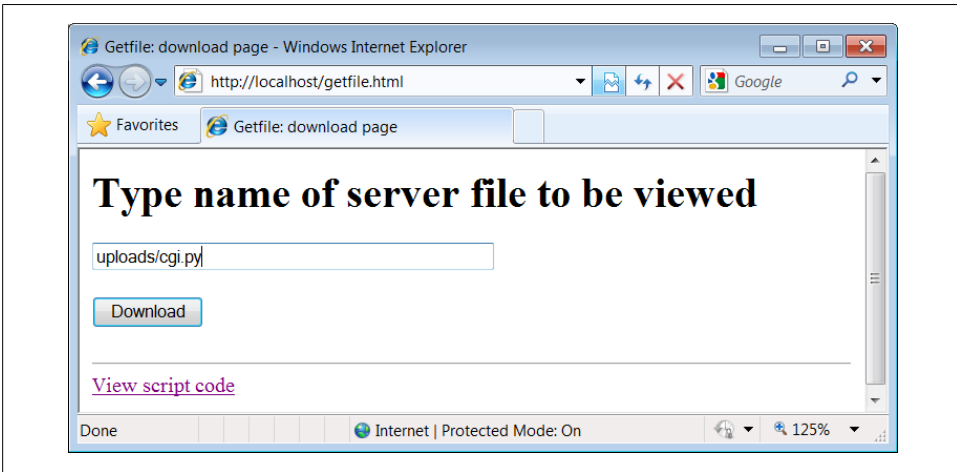 Getfile: download page - Windows Internet Explorer
http://localhost/getfile.html
Google
Favorites
Getfile: download page
Type name of server file to be viewed
uploads/cgi.py
Download
View script code
Done
Internet | Protected Mode: On
125%